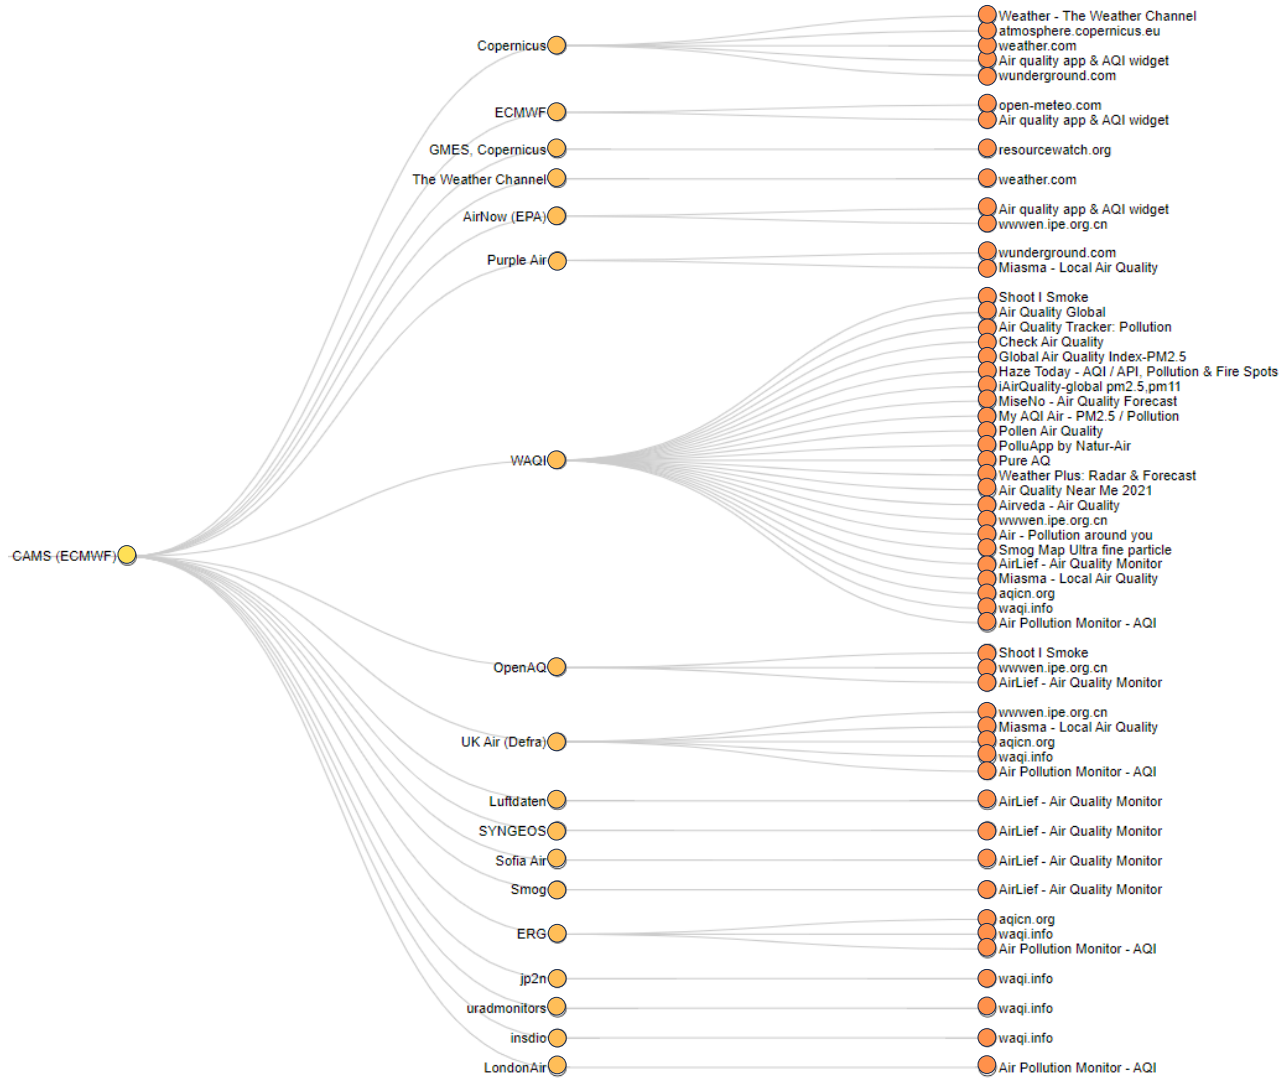 CAMS (ECMWF)
Copernicus
Weather - The Weather Channel
atmosphere.copernicus.eu
weather.com
Air quality app & AQI widget
wunderground.com
ECMWF
open-meteo.com
Air quality app & AQI widget
GMES, Copernicus
resourcewatch.org
The Weather Channel
weather.com
AirNow (EPA)
Air quality app & AQI widget
wwwen.ipe.org.cn
Purple Air
wunderground.com
Miasma - Local Air Quality
WAQI
Shoot I Smoke
Air Quality Global
Air Quality Tracker: Pollution
Check Air Quality
Global Air Quality Index-PM2.5
Haze Today - AQI / API, Pollution & Fire Spots
iAirQuality-global pm2.5,pm11
MiseNo - Air Quality Forecast
My AQI Air - PM2.5 / Pollution
Pollen Air Quality
PolluApp by Natur-Air
Pure AQ
Weather Plus: Radar & Forecast
Air Quality Near Me 2021
Airveda - Air Quality
wwwen.ipe.org.cn
Air - Pollution around you
Smog Map Ultra fine particle
AirLief - Air Quality Monitor
Miasma - Local Air Quality
aqicn.org
waqi.info
Air Pollution Monitor - AQI
OpenAQ
Shoot I Smoke
wwwen.ipe.org.cn
AirLief - Air Quality Monitor
UK Air (Defra)
wwwen.ipe.org.cn
Miasma - Local Air Quality
aqicn.org
waqi.info
Air Pollution Monitor - AQI
Luftdaten
AirLief - Air Quality Monitor
SYNGEOS
AirLief - Air Quality Monitor
Sofia Air
AirLief - Air Quality Monitor
Smog
AirLief - Air Quality Monitor
ERG
aqicn.org
waqi.info
Air Pollution Monitor - AQI
jp2n
waqi.info
uradmonitors
waqi.info
insdio
waqi.info
LondonAir
Air Pollution Monitor - AQI